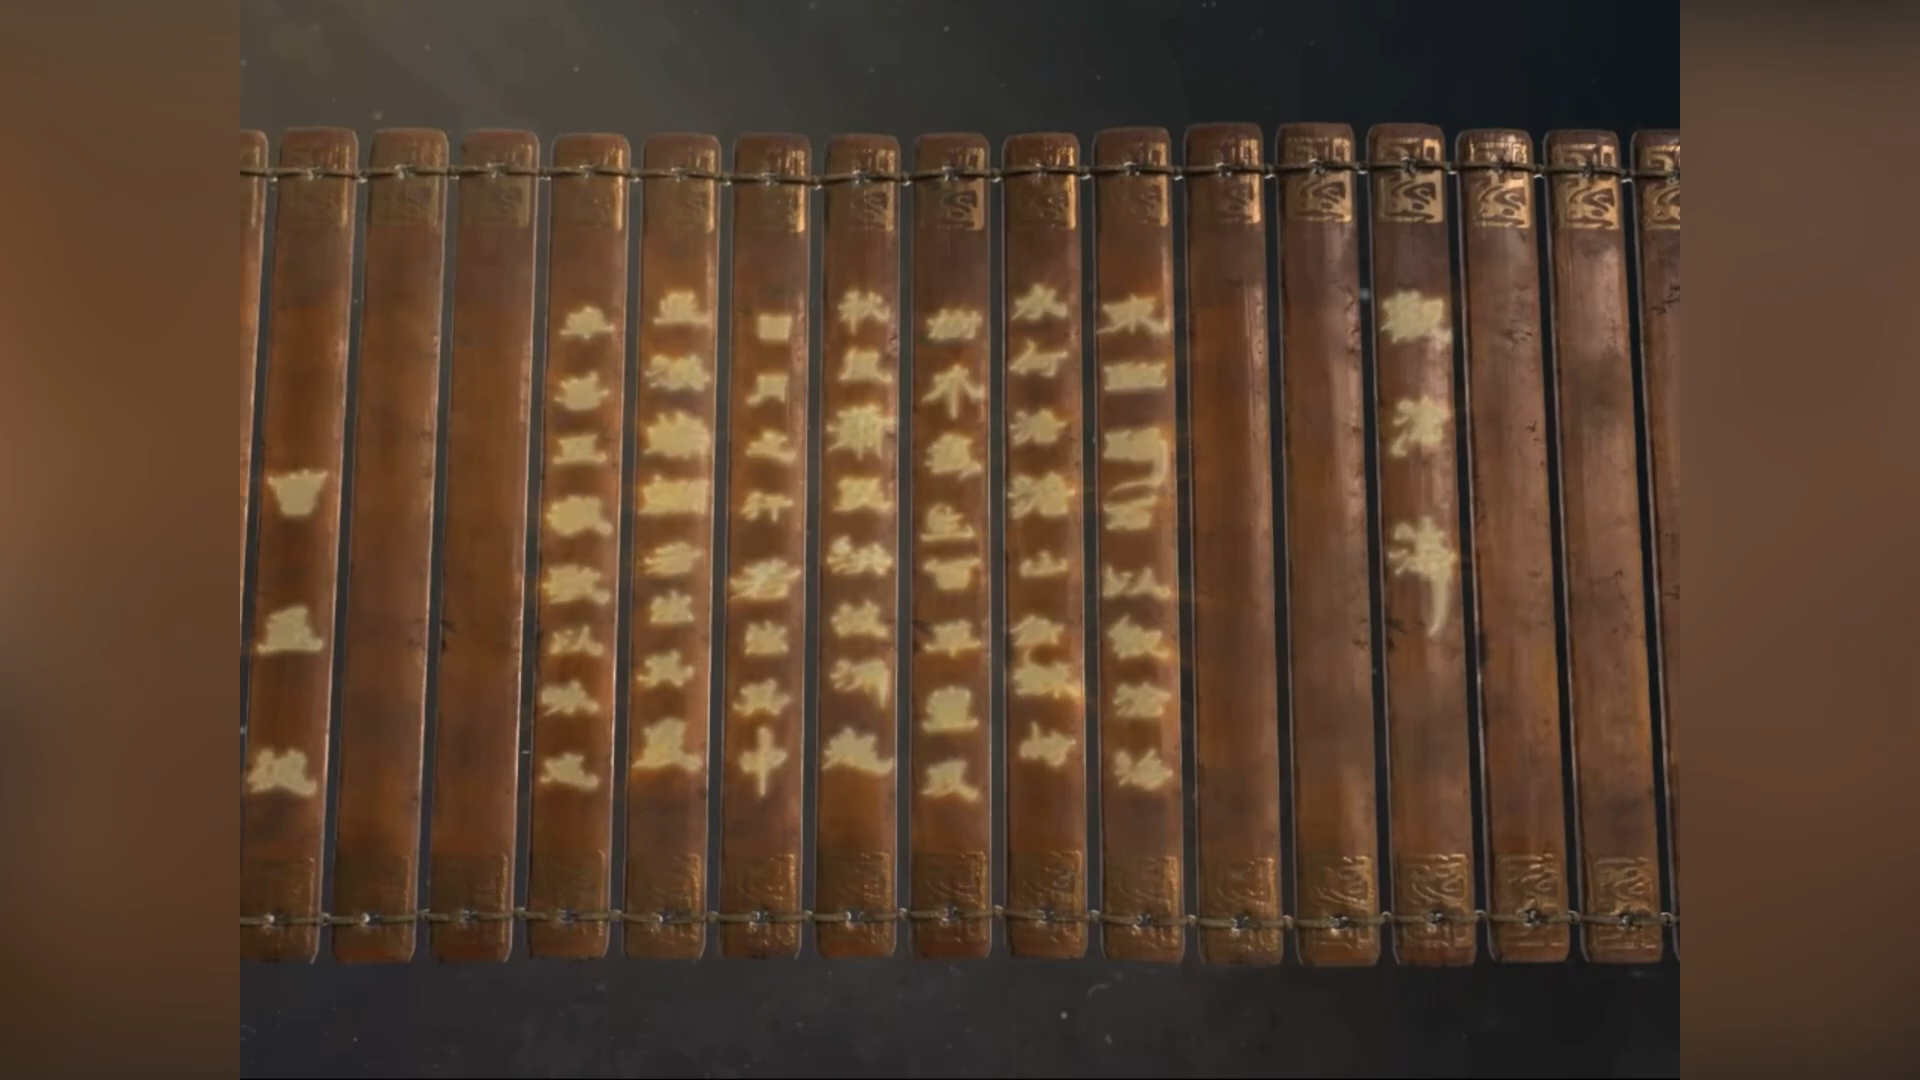 觀滄海
東臨碣石以觀滄海
水何澹澹山島竦峙
樹木叢生百草豐茂
秋風蕭瑟洪波湧起
日月之行若出其中
星漢燦爛若出其里
幸甚至哉歌以詠志